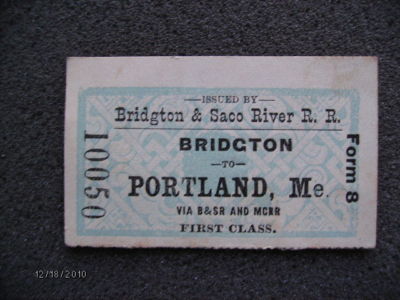 ISSUED BY
Bridgton & Saco River R. R.
BRIDGTON
—TO—
PORTLAND, Me.
VIA B&SR AND MCRR
FIRST CLASS.
10050
Form 8
12/18/2010